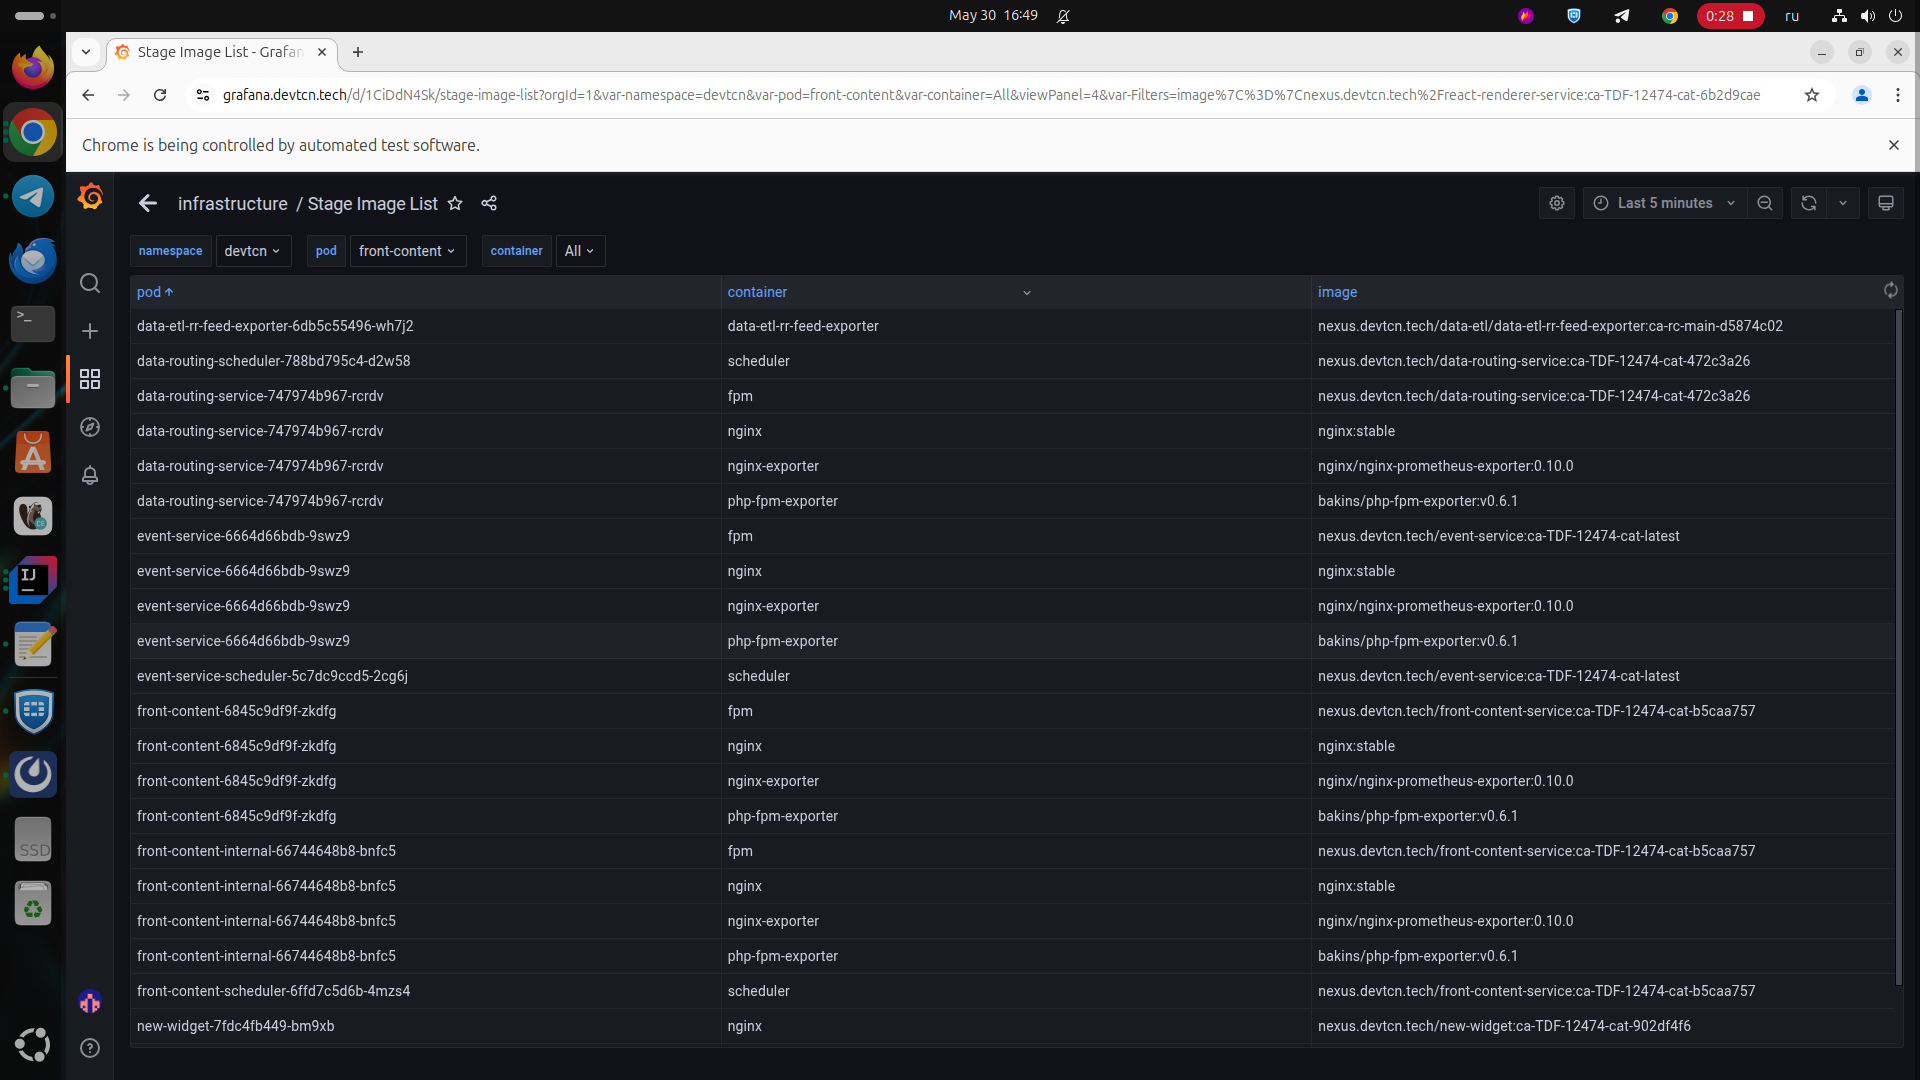 May 30 16:49
0:28
ru
Stage Image List - Grafan
grafana.devtcn.tech/d/1CiDdN4Sk/stage-image-list?orgId=1&var-namespace=devtcn&var-pod=front-content&var-container=All&viewPanel=4&var-Filters=image%7C%3D%7Cnexus.devtcn.tech%2Freact-renderer-service:ca-TDF-12474-cat-6b2d9cae
Chrome is being controlled by automated test software.
infrastructure / Stage Image List
Last 5 minutes
namespace devtcn pod front-content container All
pod container image
data-etl-rr-feed-exporter-6db5c55496-wh7j2 data-etl-rr-feed-exporter nexus.devtcn.tech/data-etl/data-etl-rr-feed-exporter:ca-rc-main-d5874c02
data-routing-scheduler-788bd795c4-d2w58 scheduler nexus.devtcn.tech/data-routing-service:ca-TDF-12474-cat-472c3a26
data-routing-service-747974b967-rcrdv fpm nexus.devtcn.tech/data-routing-service:ca-TDF-12474-cat-472c3a26
data-routing-service-747974b967-rcrdv nginx nginx:stable
data-routing-service-747974b967-rcrdv nginx-exporter nginx/nginx-prometheus-exporter:0.10.0
data-routing-service-747974b967-rcrdv php-fpm-exporter bakins/php-fpm-exporter:v0.6.1
event-service-6664d66bdb-9swz9 fpm nexus.devtcn.tech/event-service:ca-TDF-12474-cat-latest
event-service-6664d66bdb-9swz9 nginx nginx:stable
event-service-6664d66bdb-9swz9 nginx-exporter nginx/nginx-prometheus-exporter:0.10.0
event-service-6664d66bdb-9swz9 php-fpm-exporter bakins/php-fpm-exporter:v0.6.1
event-service-scheduler-5c7dc9ccd5-2cg6j scheduler nexus.devtcn.tech/event-service:ca-TDF-12474-cat-latest
front-content-6845c9df9f-zkdfg fpm nexus.devtcn.tech/front-content-service:ca-TDF-12474-cat-b5caa757
front-content-6845c9df9f-zkdfg nginx nginx:stable
front-content-6845c9df9f-zkdfg nginx-exporter nginx/nginx-prometheus-exporter:0.10.0
front-content-6845c9df9f-zkdfg php-fpm-exporter bakins/php-fpm-exporter:v0.6.1
front-content-internal-66744648b8-bnfc5 fpm nexus.devtcn.tech/front-content-service:ca-TDF-12474-cat-b5caa757
front-content-internal-66744648b8-bnfc5 nginx nginx:stable
front-content-internal-66744648b8-bnfc5 nginx-exporter nginx/nginx-prometheus-exporter:0.10.0
front-content-internal-66744648b8-bnfc5 php-fpm-exporter bakins/php-fpm-exporter:v0.6.1
front-content-scheduler-6ffd7c5d6b-4mzs4 scheduler nexus.devtcn.tech/front-content-service:ca-TDF-12474-cat-b5caa757
new-widget-7fdc4fb449-bm9xb nginx nexus.devtcn.tech/new-widget:ca-TDF-12474-cat-902df4f6
IJ
SSD